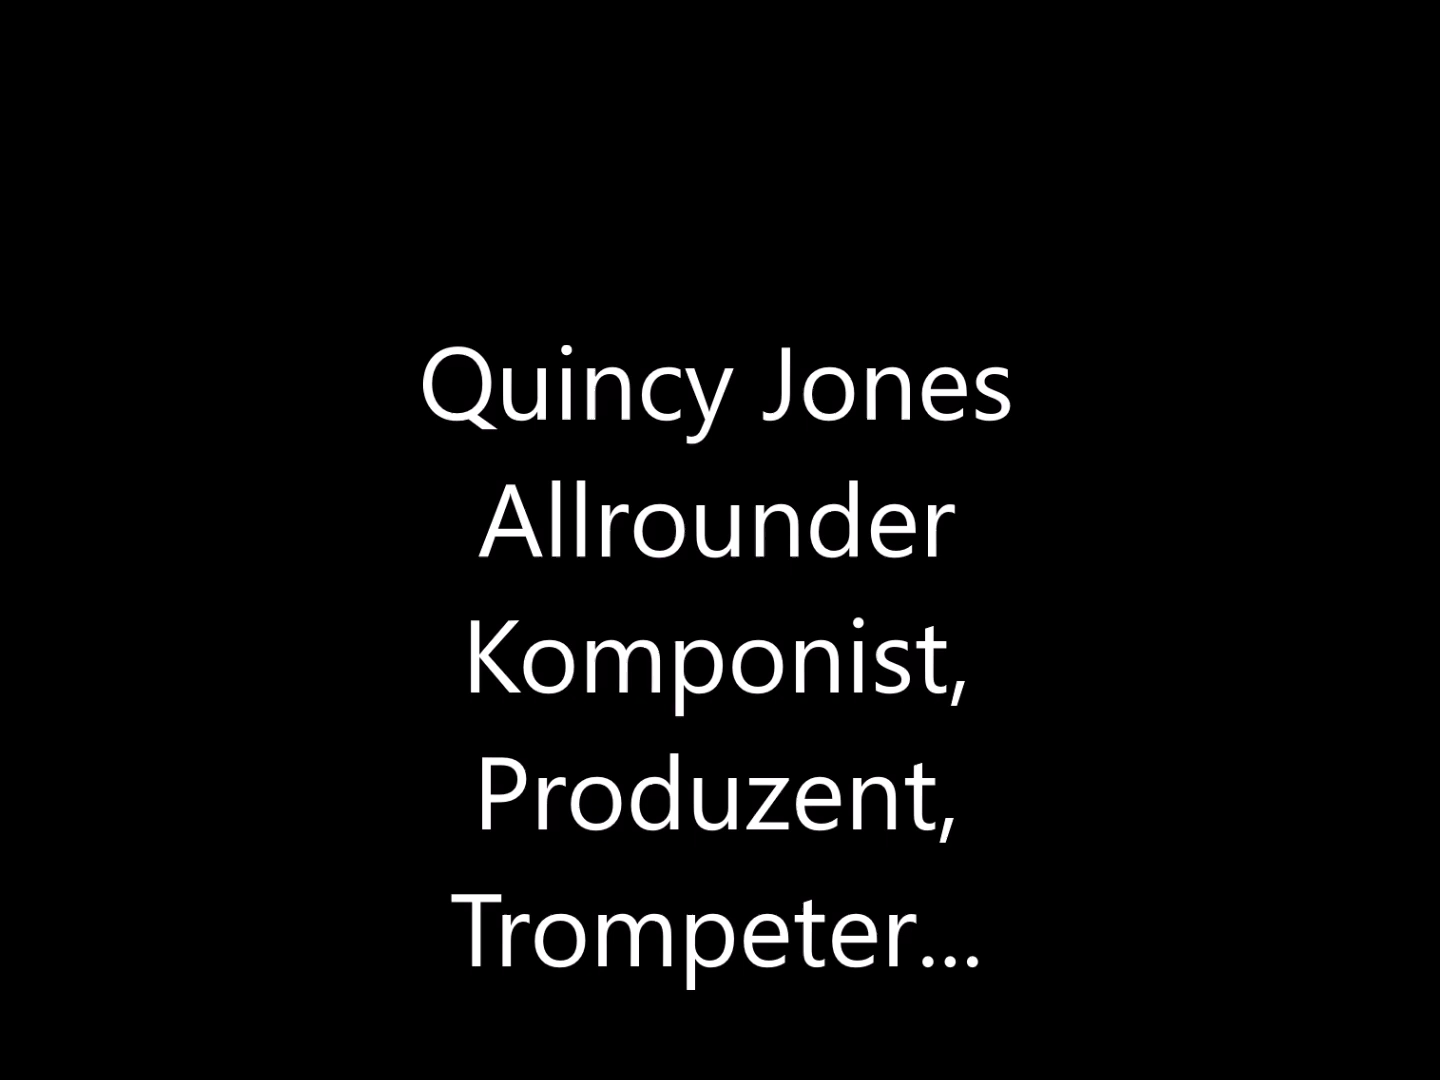 Quincy Jones
Allrounder
Komponist,
Produzent,
Trompeter...